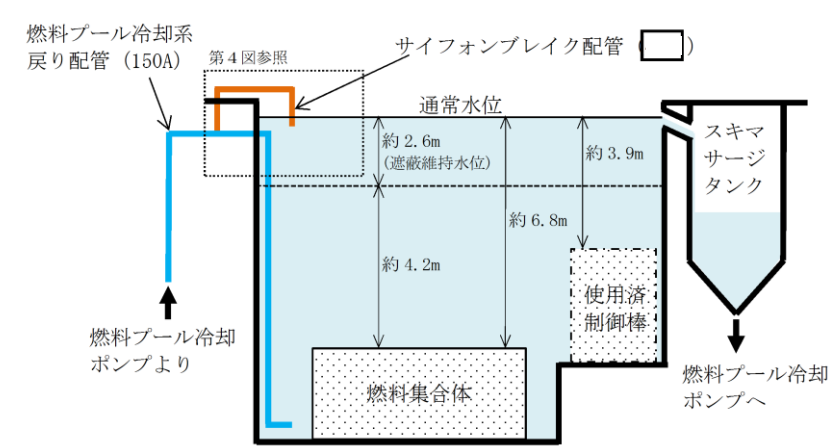 燃料プール冷却系
戻り配管（150A）
第４図参照
サイフォンブレイク配管（　　）
通常水位
約 2.6m
(遮蔽維持水位)
約 3.9m
スキマ
サージ
タンク
約 6.8m
約 4.2m
使用済
制御棒
燃料プール冷却
ポンプより
燃料集合体
燃料プール冷却
ポンプへ